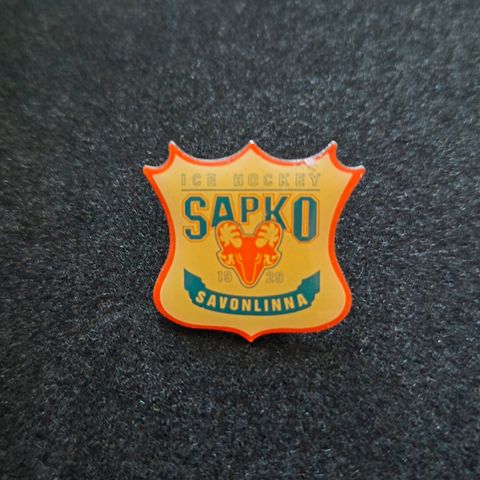 ICE HOCKEY
SAPKO
19 29
SAVONLINNA